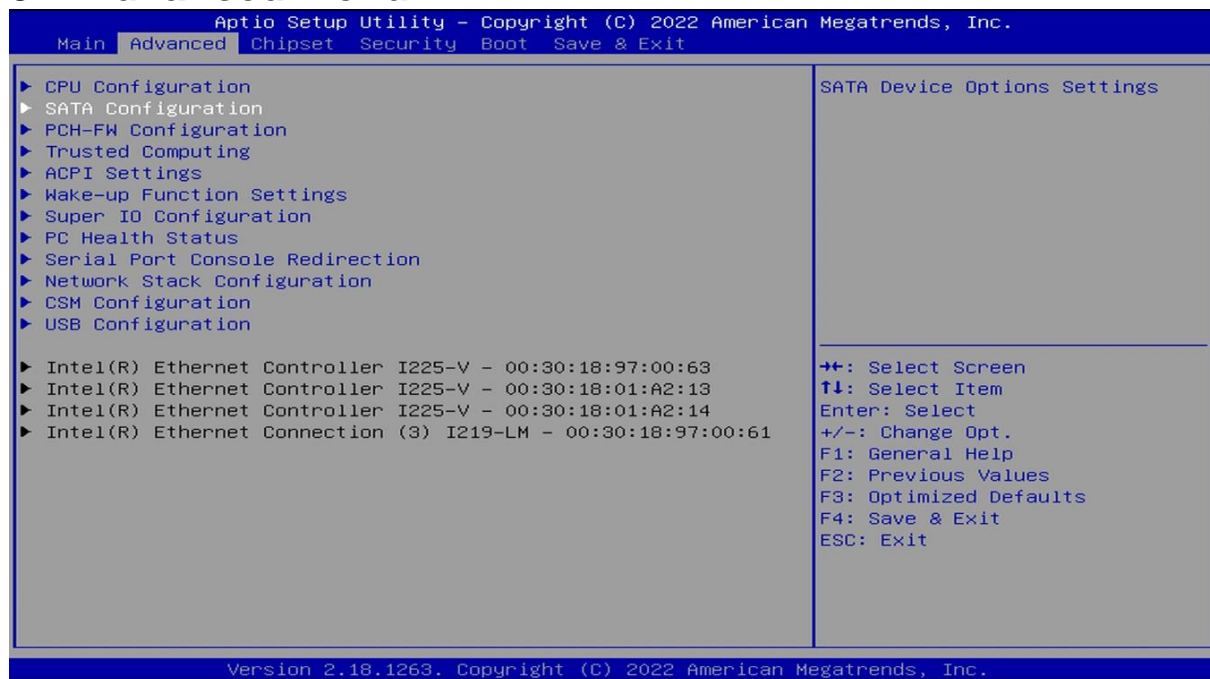 Aptio Setup Utility – Copyright (C) 2022 American Megatrends, Inc.
Main Advanced Chipset Security Boot Save & Exit
► CPU Configuration
► SATA Configuration
► PCH-FW Configuration
► Trusted Computing
► ACPI Settings
► Wake-up Function Settings
► Super IO Configuration
► PC Health Status
► Serial Port Console Redirection
► Network Stack Configuration
► CSM Configuration
► USB Configuration
► Intel(R) Ethernet Controller I225-V – 00:30:18:97:00:63
► Intel(R) Ethernet Controller I225-V – 00:30:18:01:A2:13
► Intel(R) Ethernet Controller I225-V – 00:30:18:01:A2:14
► Intel(R) Ethernet Connection (3) I219-LM – 00:30:18:97:00:61
SATA Device Options Settings
→←: Select Screen
↑↓: Select Item
Enter: Select
+/-: Change Opt.
F1: General Help
F2: Previous Values
F3: Optimized Defaults
F4: Save & Exit
ESC: Exit
Version 2.18.1263. Copyright (C) 2022 American Megatrends, Inc.